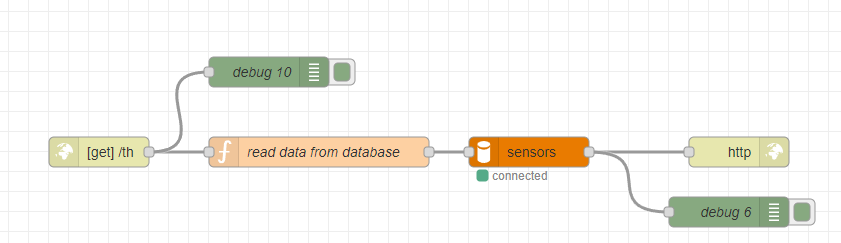 debug 10
[get] /th
read data from database
sensors
http
connected
debug 6